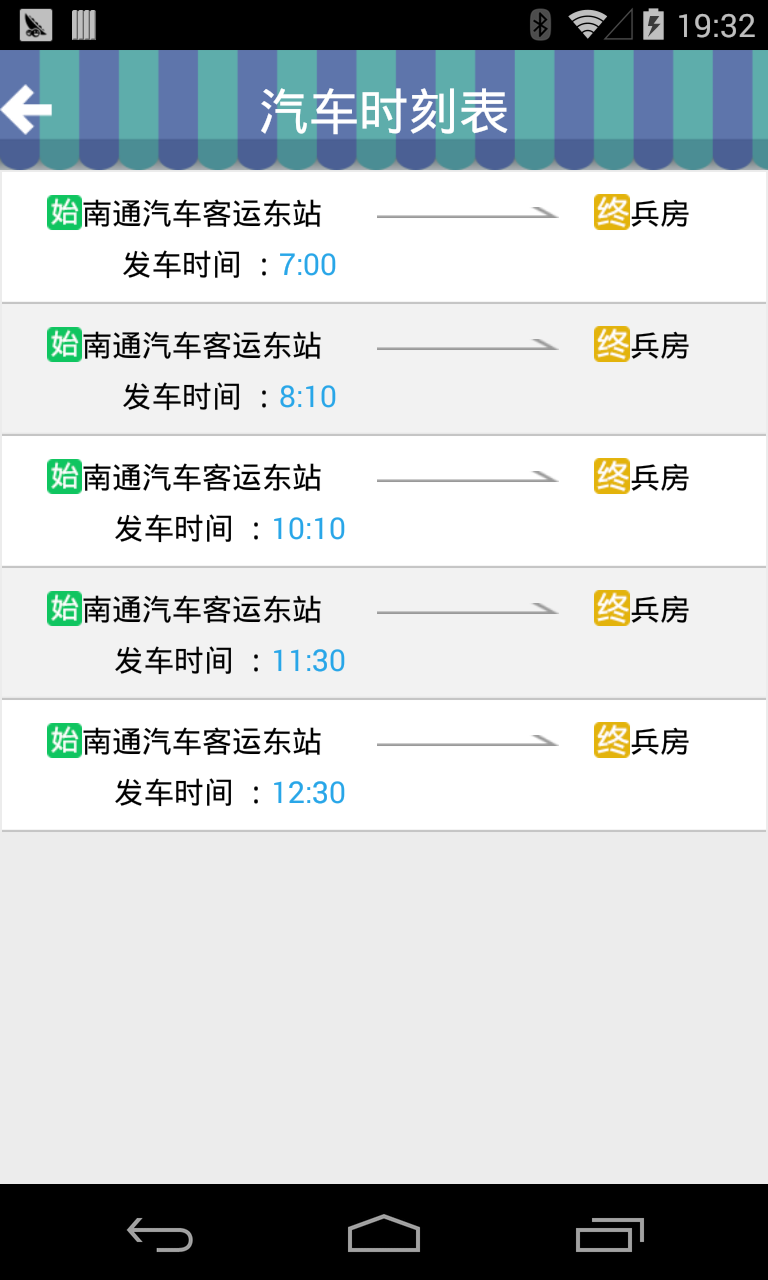 19:32
汽车时刻表
始南通汽车客运东站 终兵房
发车时间 : 7:00
始南通汽车客运东站 终兵房
发车时间 : 8:10
始南通汽车客运东站 终兵房
发车时间 : 10:10
始南通汽车客运东站 终兵房
发车时间 : 11:30
始南通汽车客运东站 终兵房
发车时间 : 12:30